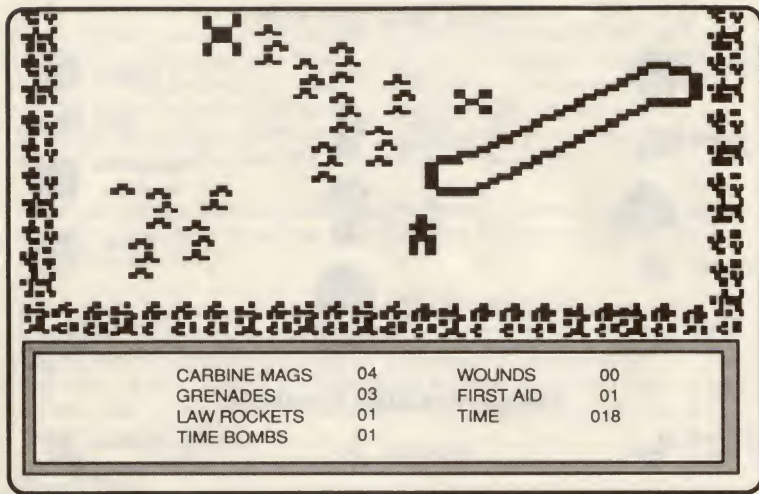 CARBINE MAGS 04 WOUNDS 00
GRENADES 03 FIRST AID 01
LAW ROCKETS 01 TIME 018
TIME BOMBS 01